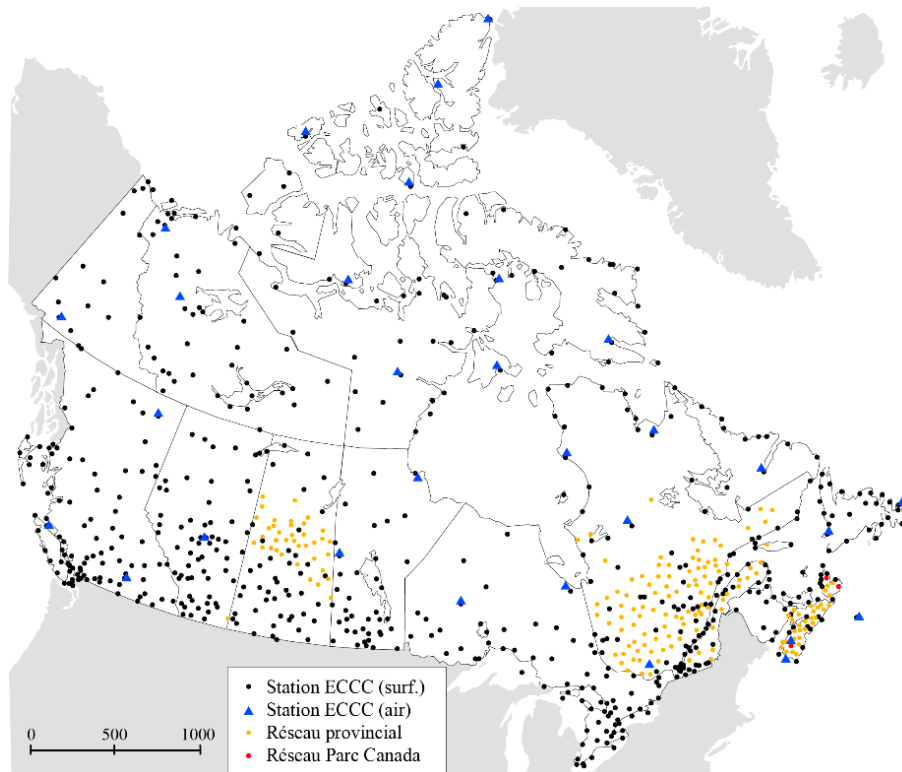 Station ECCC (surf.)
Station ECCC (air)
Réseau provincial
Réseau Parc Canada
0 500 1000